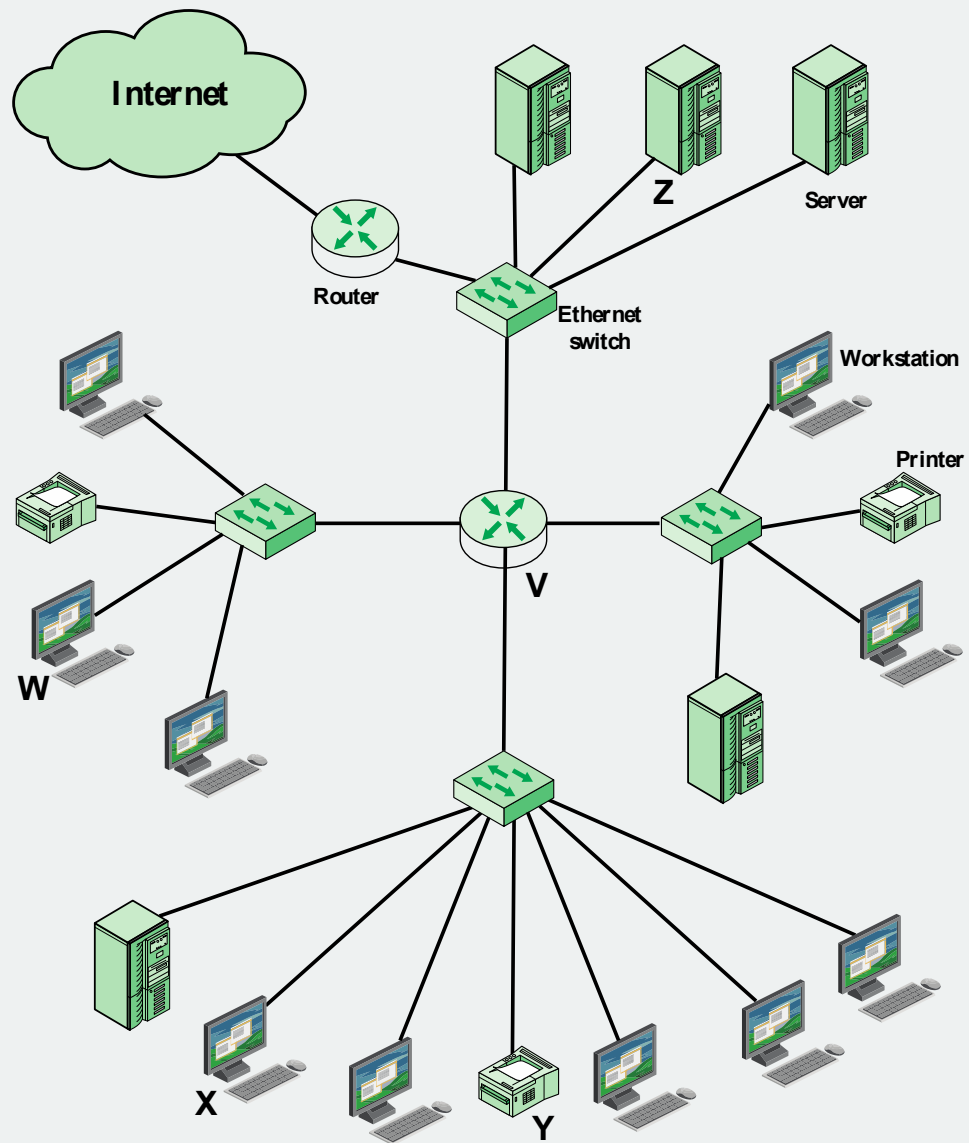 Internet
Z
Server
Router
Ethernet
switch
Workstation
Printer
V
W
X
Y